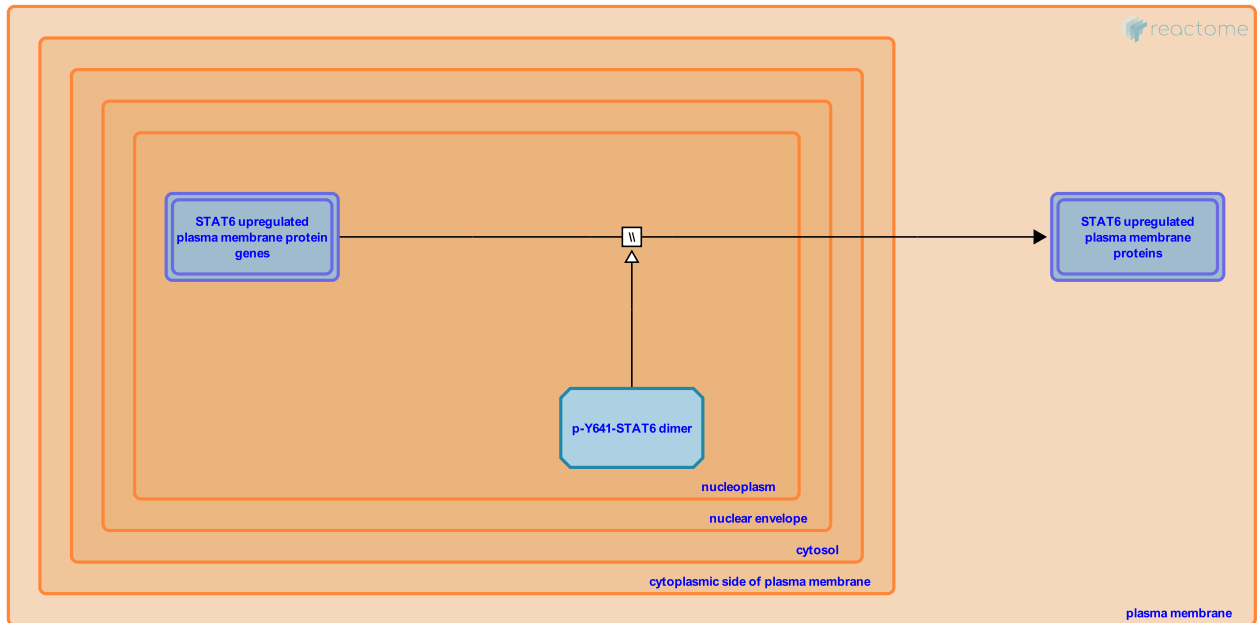 reactome
STAT6 upregulated
plasma membrane protein
genes
\\
STAT6 upregulated
plasma membrane
proteins
p-Y641-STAT6 dimer
nucleoplasm
nuclear envelope
cytosol
cytoplasmic side of plasma membrane
plasma membrane